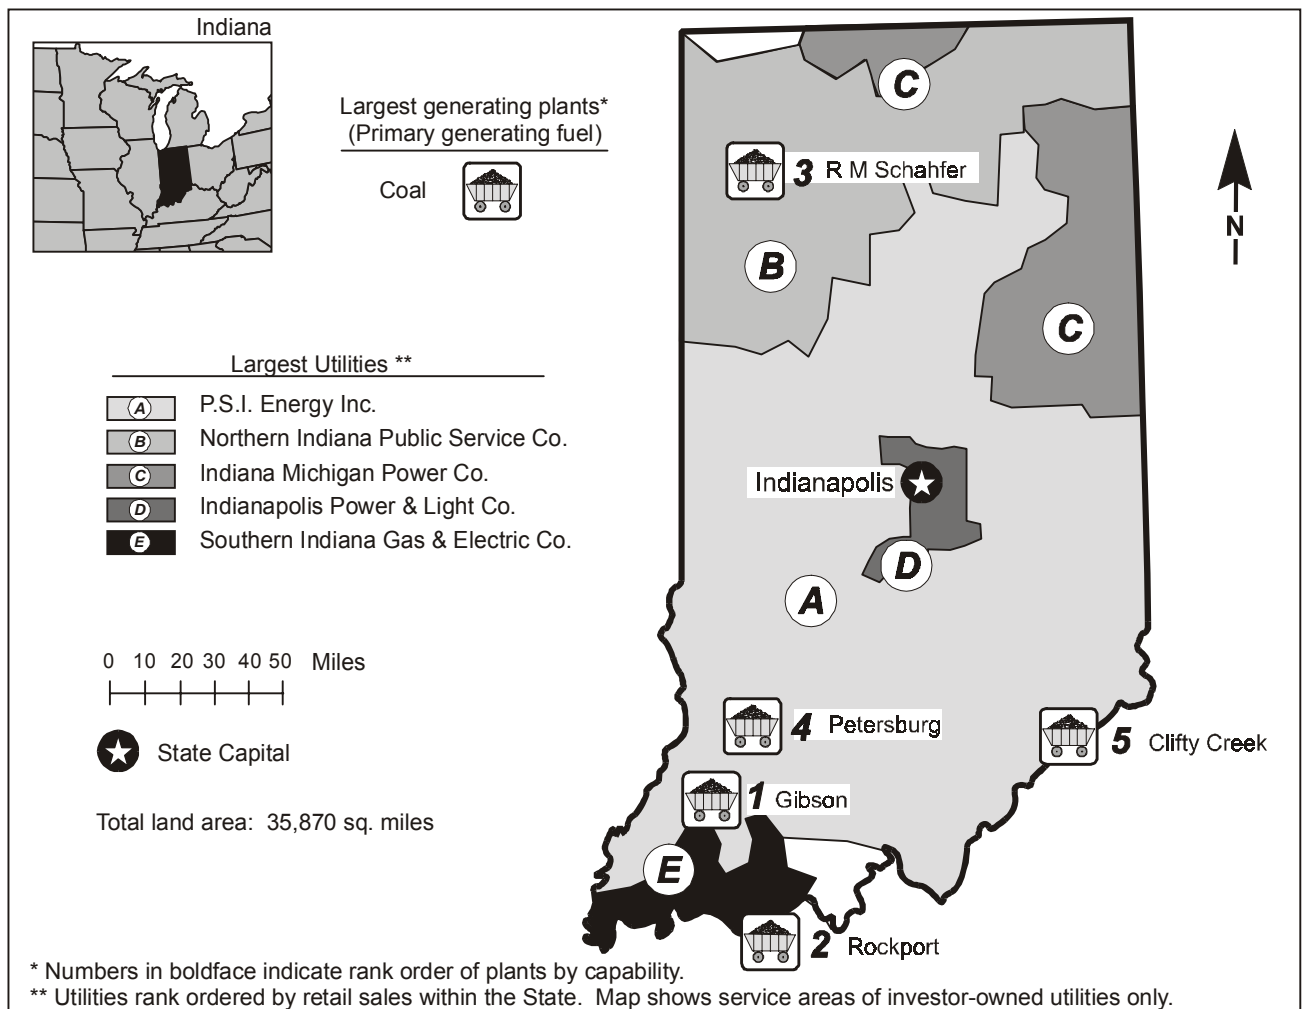 Indiana
Largest generating plants*
(Primary generating fuel)
Coal
Largest Utilities **
A P.S.I. Energy Inc.
B Northern Indiana Public Service Co.
C Indiana Michigan Power Co.
D Indianapolis Power & Light Co.
E Southern Indiana Gas & Electric Co.
0 10 20 30 40 50 Miles
State Capital
Total land area: 35,870 sq. miles
C
3 R M Schahfer
N
B
C
Indianapolis
D
A
4 Petersburg
5 Clifty Creek
1 Gibson
E
2 Rockport
* Numbers in boldface indicate rank order of plants by capability.
** Utilities rank ordered by retail sales within the State. Map shows service areas of investor-owned utilities only.